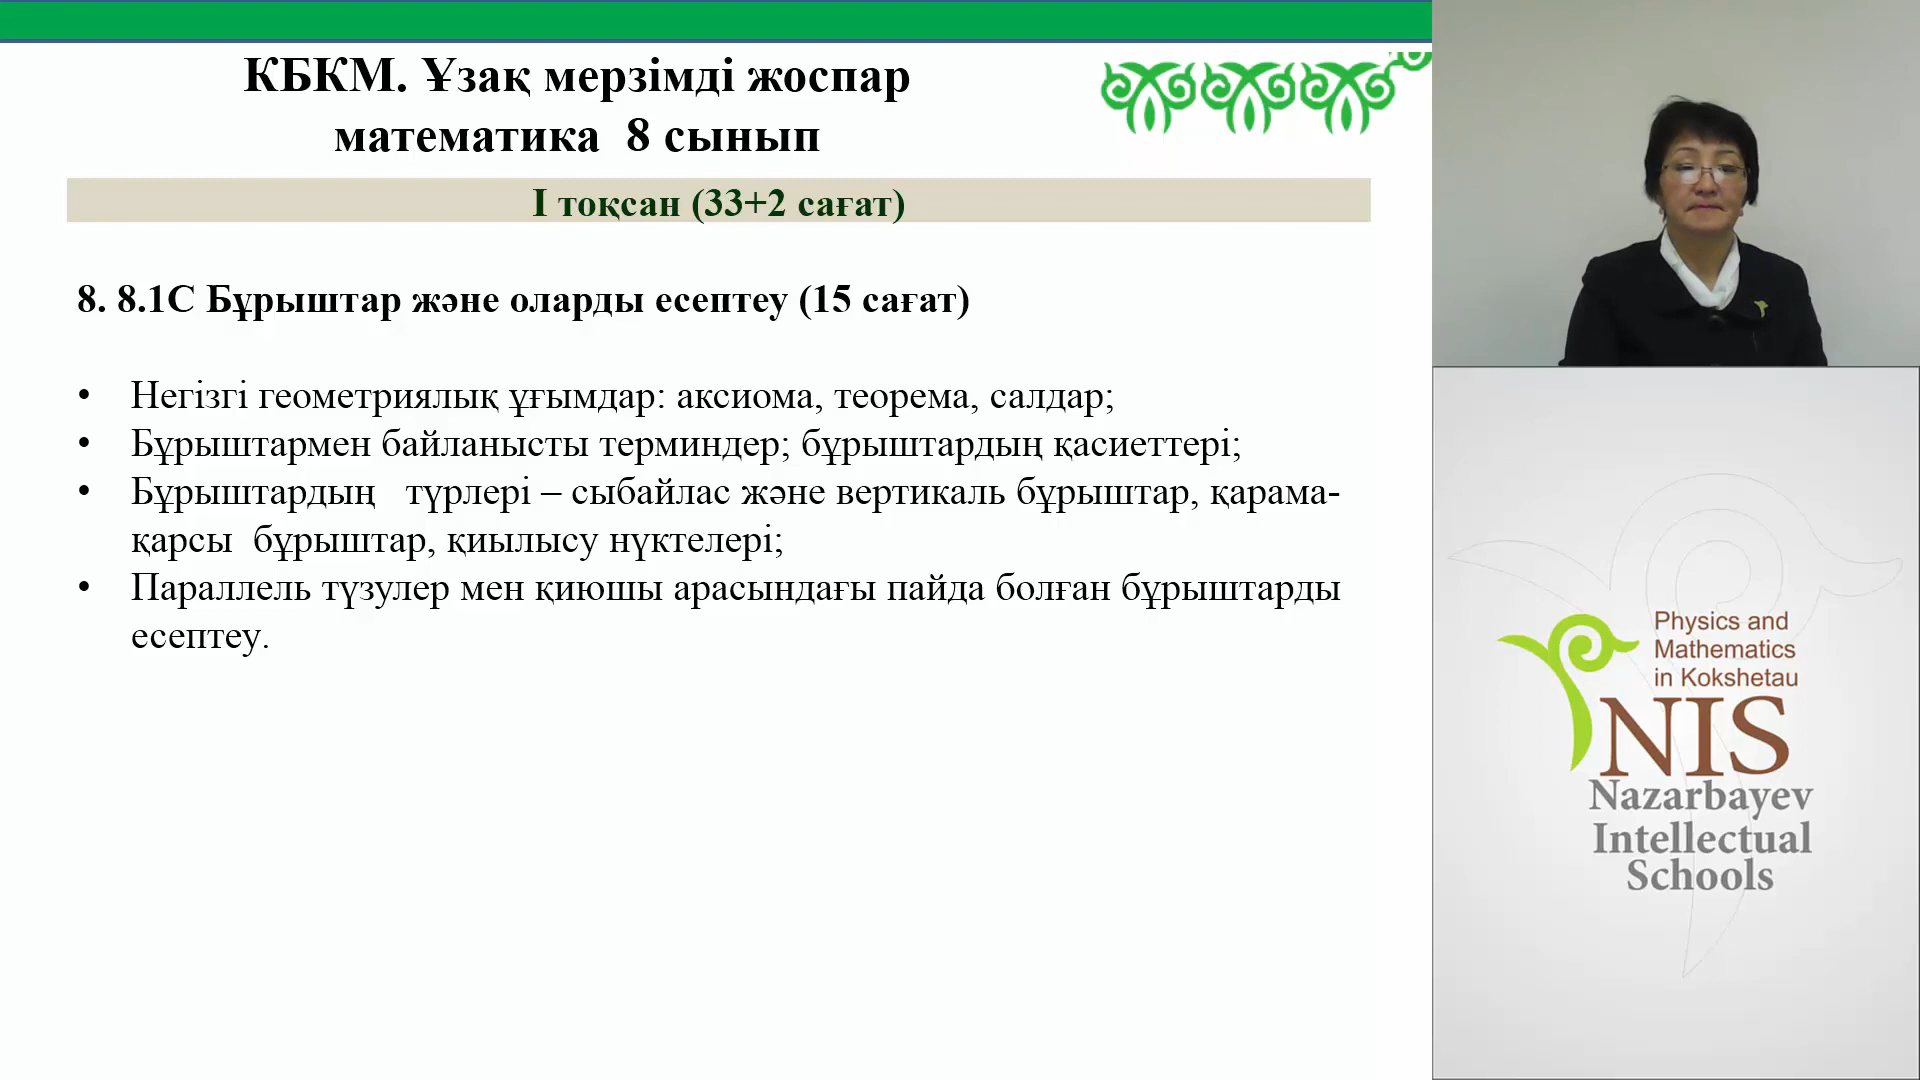 КБКМ. Ұзақ мерзімді жоспар
математика 8 сынып
І тоқсан (33+2 сағат)
8. 8.1С Бұрыштар және оларды есептеу (15 сағат)
• Негізгі геометриялық ұғымдар: аксиома, теорема, салдар;
• Бұрыштармен байланысты терминдер; бұрыштардың қасиеттері;
• Бұрыштардың түрлері – сыбайлас және вертикаль бұрыштар, қарама-
қарсы бұрыштар, қиылысу нүктелері;
• Параллель түзулер мен қиюшы арасындағы пайда болған бұрыштарды
есептеу.
Physics and
Mathematics
in Kokshetau
NIS
Nazarbayev
Intellectual
Schools